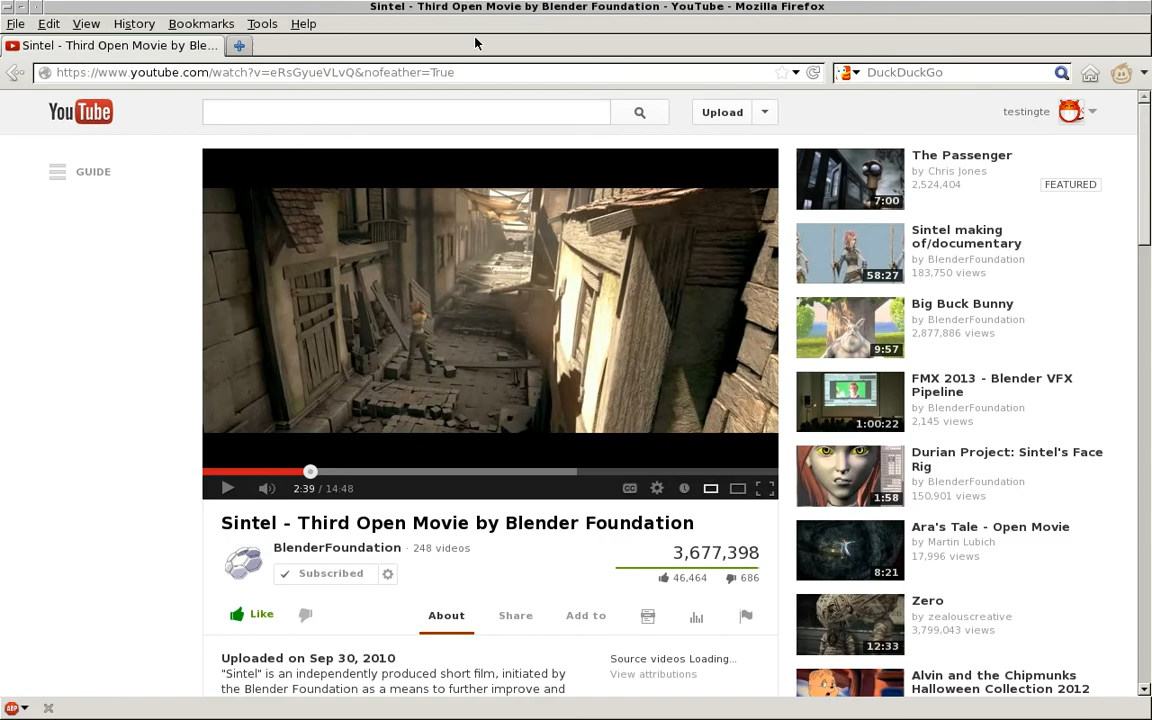 Sintel - Third Open Movie by Blender Foundation - YouTube - Mozilla Firefox
File Edit View History Bookmarks Tools Help
Sintel - Third Open Movie by Ble...
https://www.youtube.com/watch?v=eRsGyueVLvQ&nofeather=True
DuckDuckGo
YouTube
Upload
testingte
GUIDE
2:39 / 14:48
CC
Sintel - Third Open Movie by Blender Foundation
BlenderFoundation · 248 videos
Subscribed
3,677,398
46,464 686
Like
About Share Add to
Uploaded on Sep 30, 2010
"Sintel" is an independently produced short film, initiated by
the Blender Foundation as a means to further improve and
Source videos Loading...
View attributions
7:00
The Passenger
by Chris Jones
2,524,404
FEATURED
58:27
Sintel making
of/documentary
by BlenderFoundation
183,750 views
9:57
Big Buck Bunny
by BlenderFoundation
2,877,886 views
1:00:22
FMX 2013 - Blender VFX
Pipeline
by BlenderFoundation
2,145 views
1:58
Durian Project: Sintel's Face
Rig
by BlenderFoundation
150,901 views
8:21
Ara's Tale - Open Movie
by Martin Lubich
17,996 views
12:33
Zero
by zealouscreative
3,799,043 views
Alvin and the Chipmunks
Halloween Collection 2012
ABP